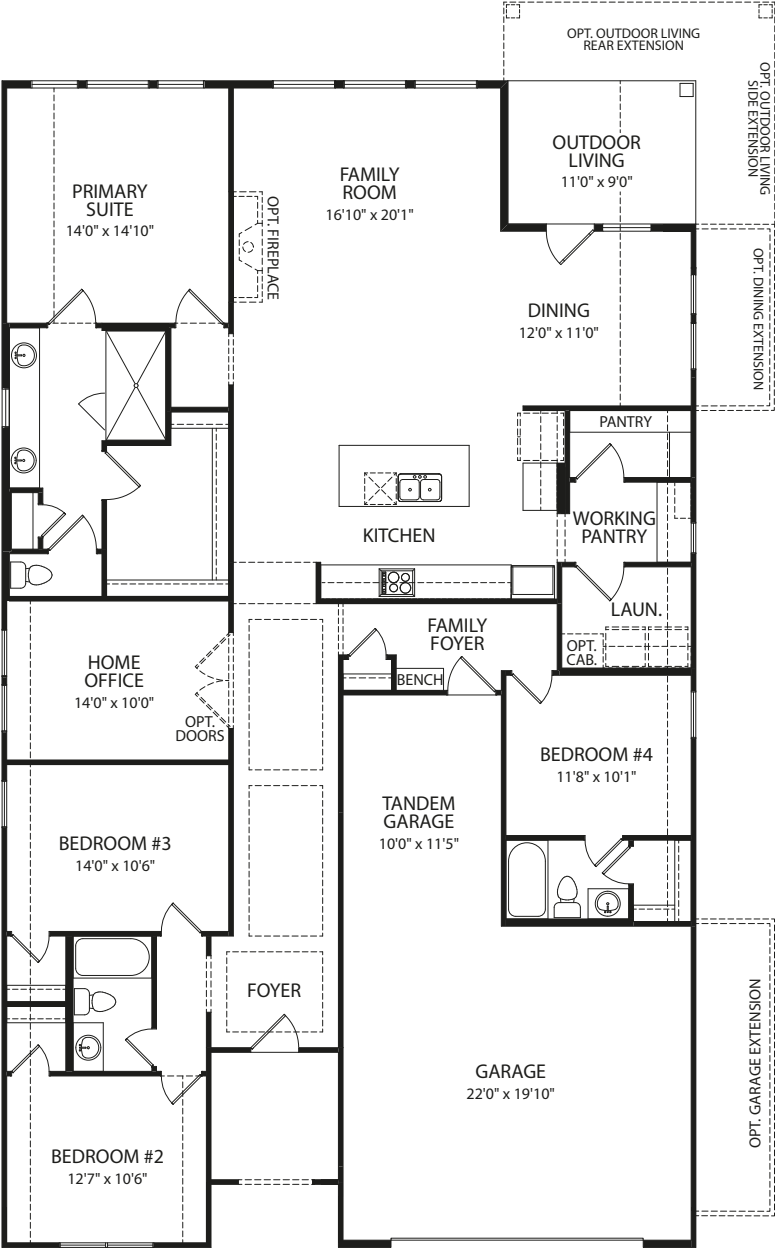 OPT. OUTDOOR LIVING
REAR EXTENSION
OPT. OUTDOOR LIVING
SIDE EXTENSION
OUTDOOR
LIVING
11'0" x 9'0"
FAMILY
ROOM
16'10" x 20'1"
PRIMARY
SUITE
14'0" x 14'10"
OPT. FIREPLACE
DINING
12'0" x 11'0"
OPT. DINING EXTENSION
PANTRY
KITCHEN
WORKING
PANTRY
LAUN.
OPT.
CAB.
FAMILY
FOYER
BENCH
HOME
OFFICE
14'0" x 10'0"
OPT.
DOORS
BEDROOM #4
11'8" x 10'1"
TANDEM
GARAGE
10'0" x 11'5"
BEDROOM #3
14'0" x 10'6"
FOYER
GARAGE
22'0" x 19'10"
OPT. GARAGE EXTENSION
BEDROOM #2
12'7" x 10'6"